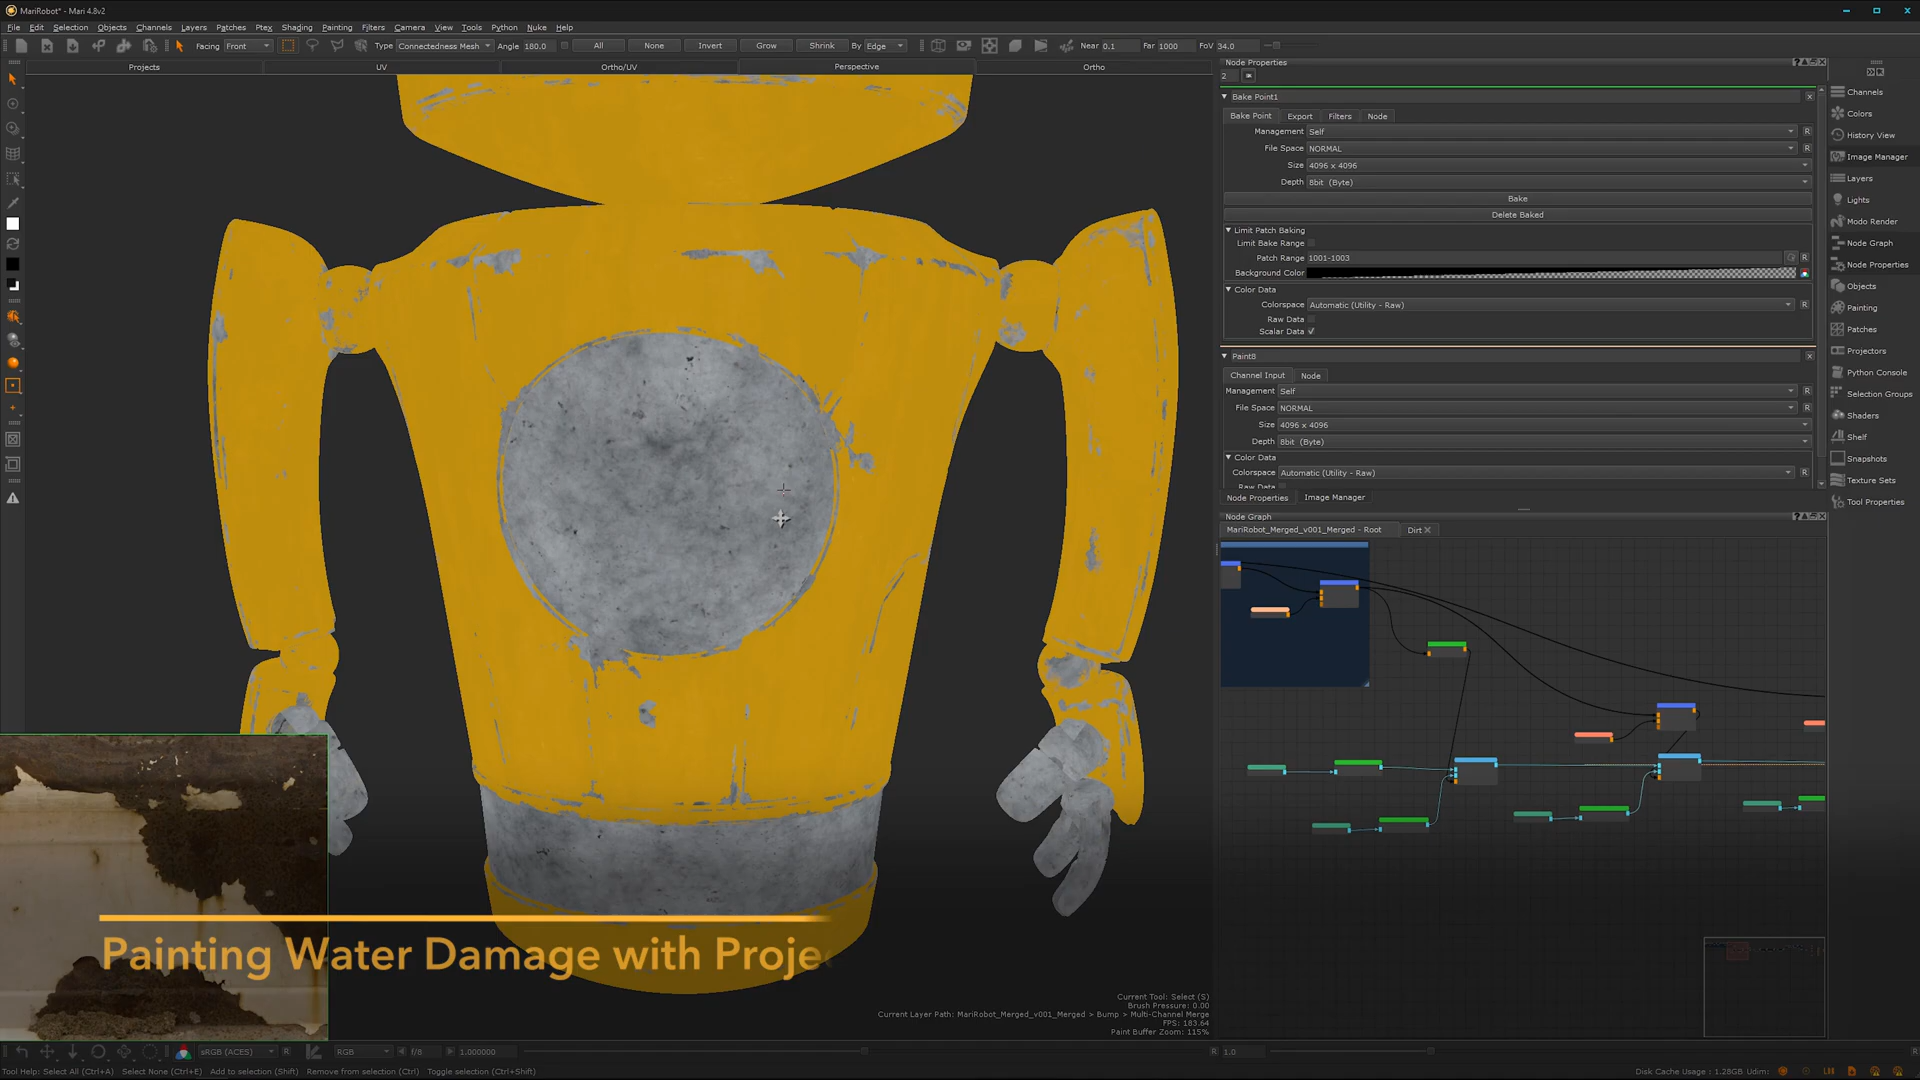 MariRobot* - Mari 4.8v2
File Edit Selection Objects Channels Layers Patches Ptex Shading Painting Filters Camera View Tools Python Nuke Help
Facing Front Type Connectedness Mesh Angle 180.0 All None Invert Grow Shrink By Edge Near 0.1 Far 1000 FoV 34.0
Projects UV Ortho/UV Perspective Ortho
Node Properties
2
Bake Point1
Bake Point Export Filters Node
Management Self R
File Space NORMAL R
Size 4096 x 4096
Depth 8bit (Byte)
Bake
Delete Baked
Limit Patch Baking
Limit Bake Range
Patch Range 1001-1003 R
Background Color
Color Data
Colorspace Automatic (Utility - Raw) R
Raw Data
Scalar Data
Paint8
Channel Input Node
Management Self R
File Space NORMAL R
Size 4096 x 4096
Depth 8bit (Byte)
Color Data
Colorspace Automatic (Utility - Raw) R
Raw Data
Node Properties Image Manager
Node Graph
MariRobot_Merged_v001_Merged - Root Dirt
Channels
Colors
History View
Image Manager
Layers
Lights
Modo Render
Node Graph
Node Properties
Objects
Painting
Patches
Projectors
Python Console
Selection Groups
Shaders
Shelf
Snapshots
Texture Sets
Tool Properties
Painting Water Damage with Proje
Current Tool: Select (S)
Brush Pressure: 0.00
Current Layer Path: MariRobot_Merged_v001_Merged > Bump > Multi-Channel Merge
FPS: 183.64
Paint Buffer Zoom: 115%
sRGB (ACES) R RGB f/8 1.000000 R 1.0 R
Tool Help: Select All (Ctrl+A) Select None (Ctrl+E) Add to selection (Shift) Remove from selection (Ctrl) Toggle selection (Ctrl+Shift) Disk Cache Usage : 1.28GB Udim: